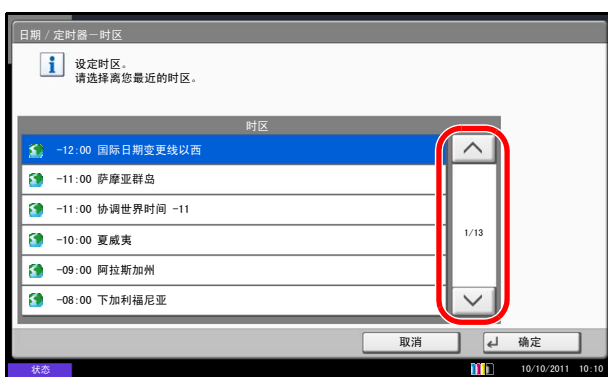 日期 / 定时器－时区
设定时区。
请选择离您最近的时区。
时区
-12:00 国际日期变更线以西
-11:00 萨摩亚群岛
-11:00 协调世界时间 -11
-10:00 夏威夷
-09:00 阿拉斯加州
-08:00 下加利福尼亚
1/13
取消
确定
状态
10/10/2011 10:10